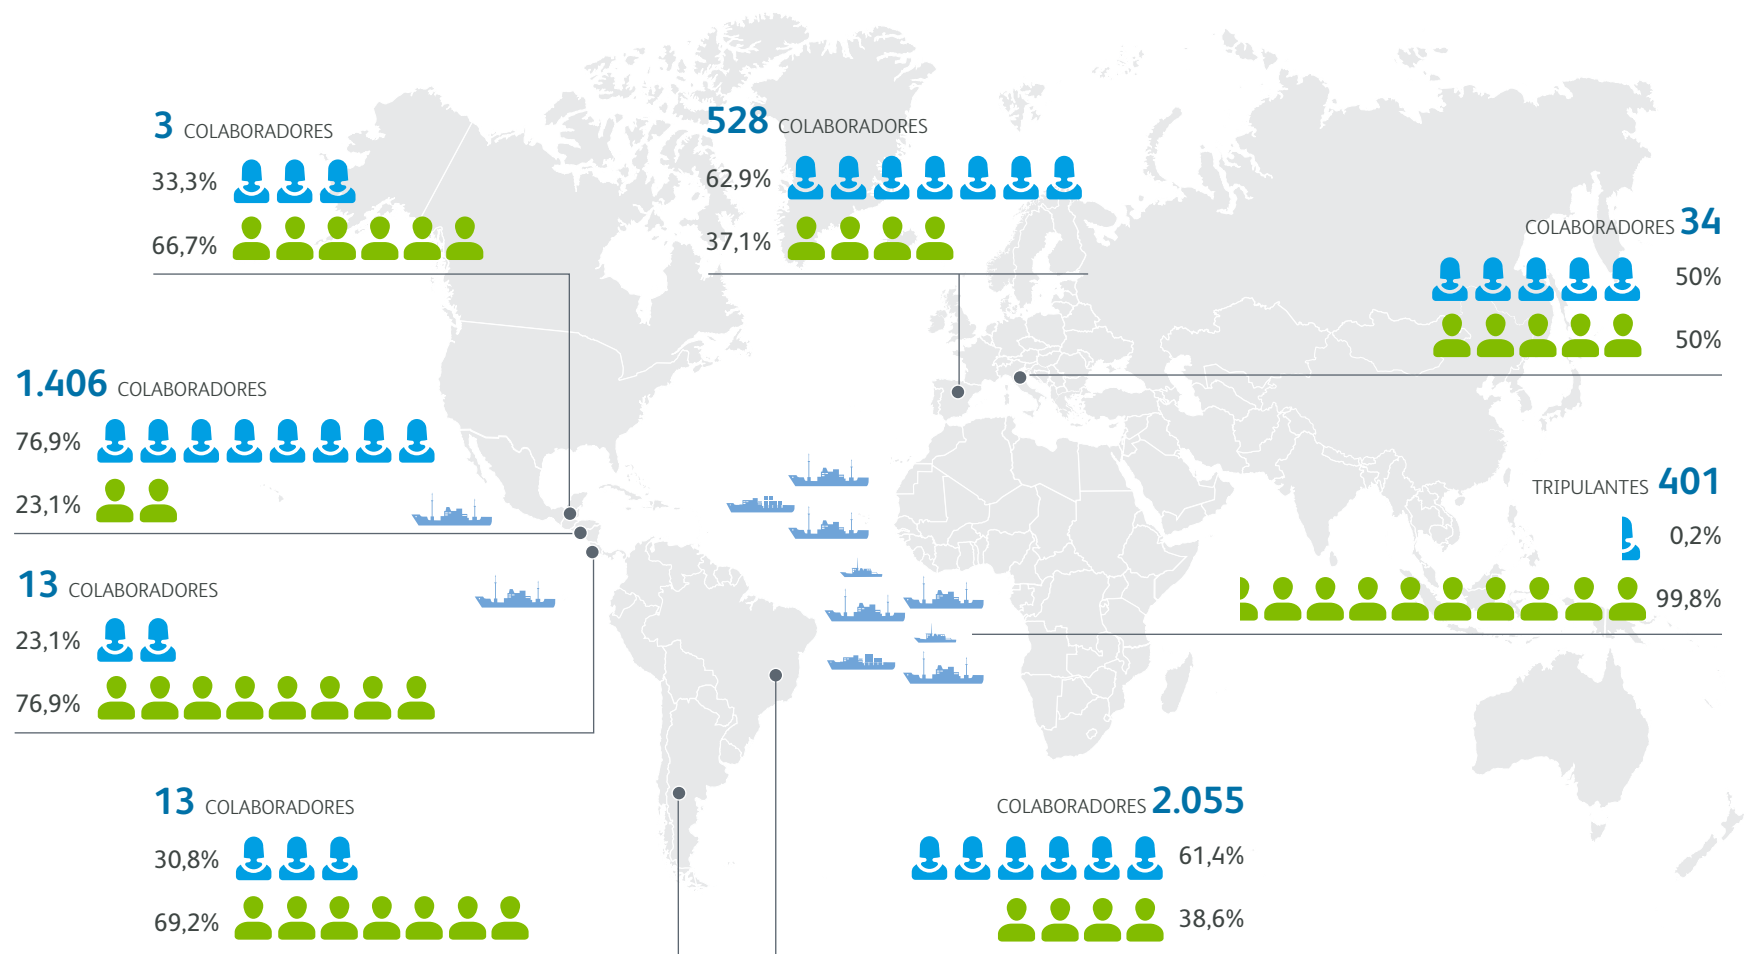 3 COLABORADORES
33,3%
66,7%
528 COLABORADORES
62,9%
37,1%
COLABORADORES 34
50%
50%
1.406 COLABORADORES
76,9%
23,1%
TRIPULANTES 401
0,2%
99,8%
13 COLABORADORES
23,1%
76,9%
13 COLABORADORES
30,8%
69,2%
COLABORADORES 2.055
61,4%
38,6%